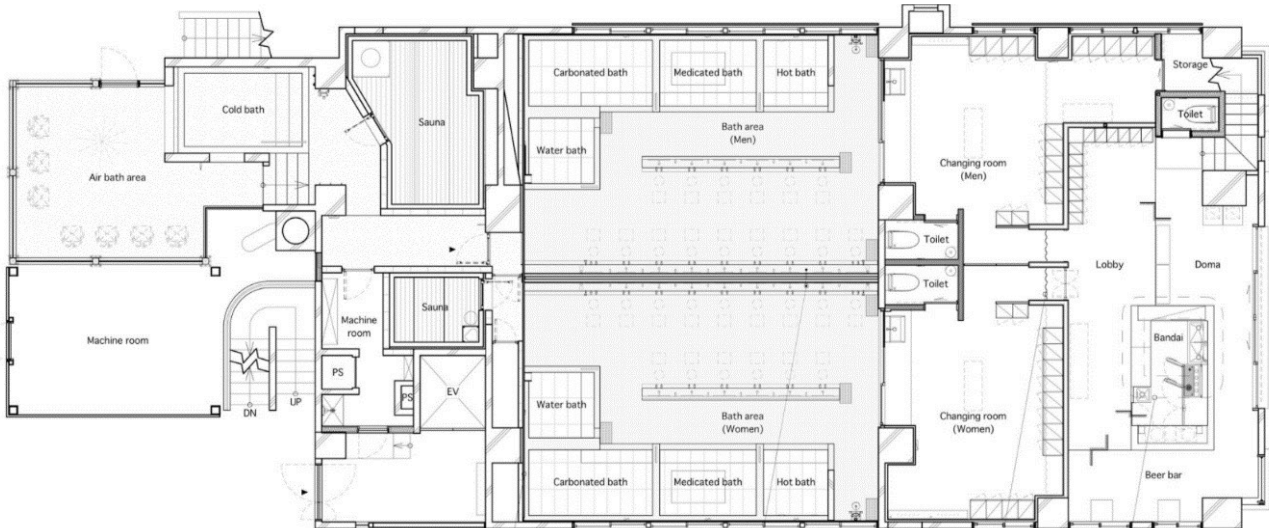 Carbonated bath
Medicated bath
Hot bath
Storage
Cold bath
Sauna
Toilet
Bath area
(Men)
Water bath
Changing room
(Men)
Air bath area
Toilet
Lobby
Doma
Toilet
Sauna
Machine
room
Machine room
Bandai
PS
PS
EV
Water bath
DN
UP
Bath area
(Women)
Changing room
(Women)
Carbonated bath
Medicated bath
Hot bath
Beer bar